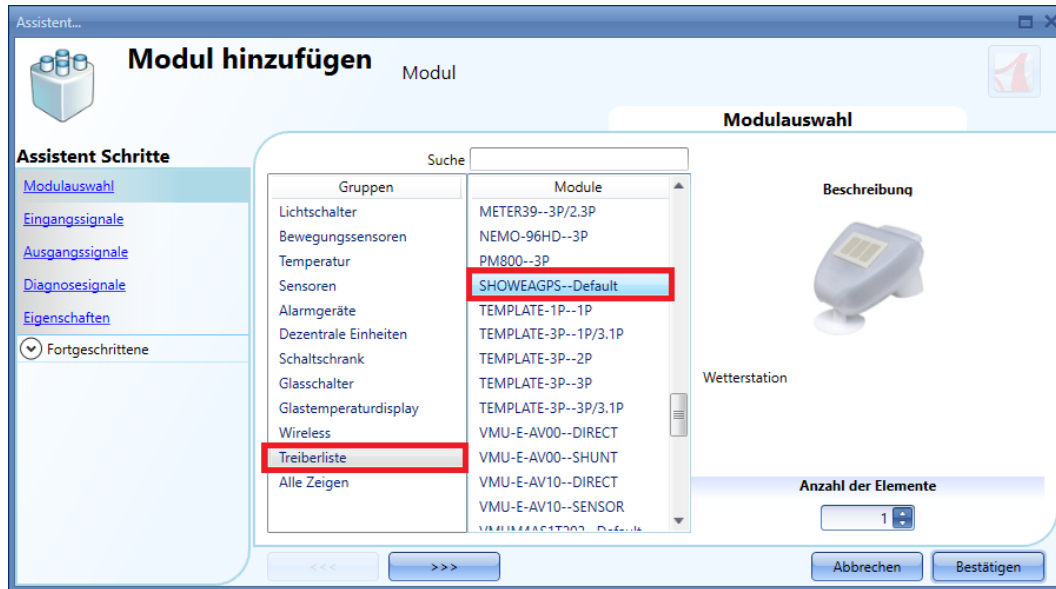 Assistent...
Modul hinzufügen
Modul
Modulauswahl
Assistent Schritte
Modulauswahl
Eingangssignale
Ausgangssignale
Diagnosesignale
Eigenschaften
Fortgeschrittene
Suche
Gruppen
Lichtschalter
Bewegungssensoren
Temperatur
Sensoren
Alarmgeräte
Dezentrale Einheiten
Schaltschrank
Glasschalter
Glastemperaturdisplay
Wireless
Treiberliste
Alle Zeigen
Module
METER39--3P/2.3P
NEMO-96HD--3P
PM800--3P
SHOWEAGPS--Default
TEMPLATE-1P--1P
TEMPLATE-3P--1P/3.1P
TEMPLATE-3P--2P
TEMPLATE-3P--3P
TEMPLATE-3P--3P/3.1P
VMU-E-AV00--DIRECT
VMU-E-AV00--SHUNT
VMU-E-AV10--DIRECT
VMU-E-AV10--SENSOR
Beschreibung
Wetterstation
Anzahl der Elemente
1
<<<
>>>
Abbrechen
Bestätigen